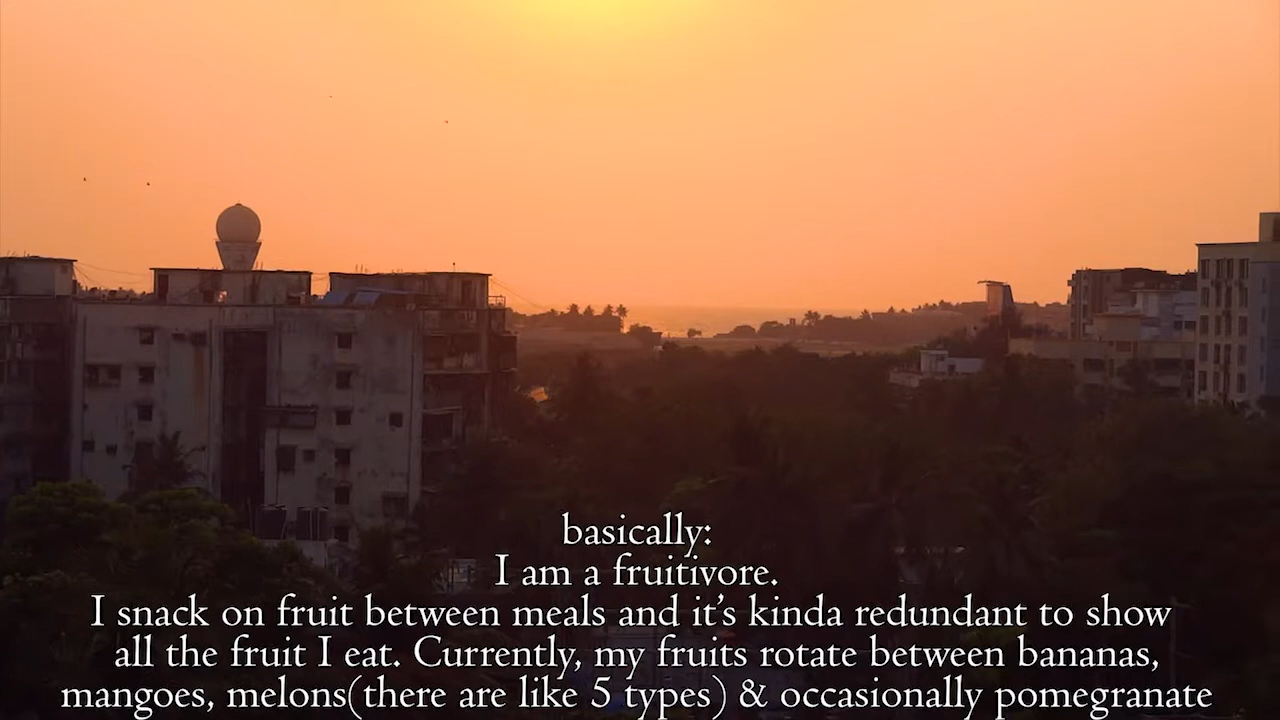 basically:
I am a fruitivore.
I snack on fruit between meals and it's kinda redundant to show
all the fruit I eat. Currently, my fruits rotate between bananas,
mangoes, melons(there are like 5 types) & occasionally pomegranate